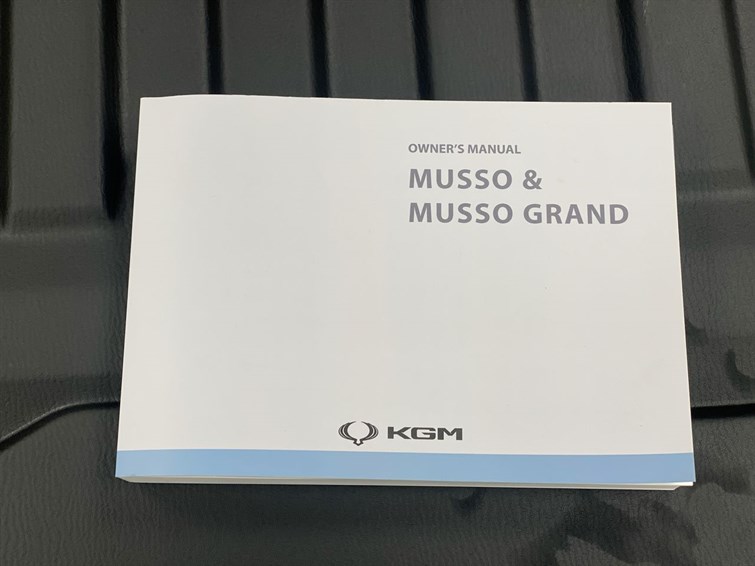 OWNER'S MANUAL
MUSSO &
MUSSO GRAND
KGM